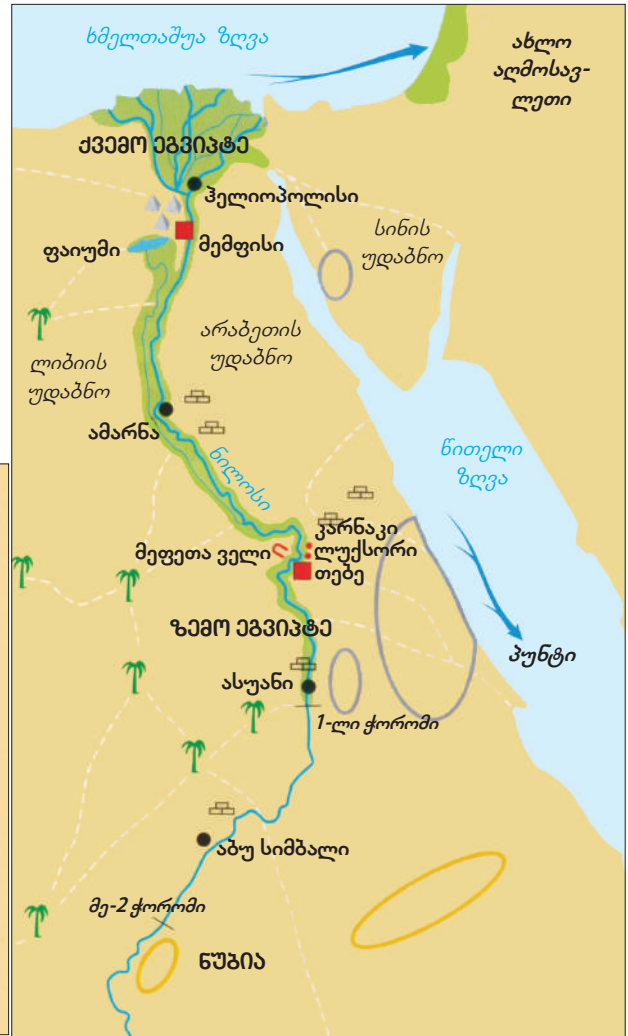 ხმელთაშუა ზღვა
ახლო
აღმოსავ-
ლეთი
ქვემო ეგვიპტე
ჰელიოპოლისი
სინის
უდაბნო
ფაიუმი
მემფისი
არაბეთის
უდაბნო
ლიბიის
უდაბნო
ამარნა
ნილოსი
წითელი
ზღვა
კარნაკი
მეფეთა ველი
ლუქსორი
თებე
ზემო ეგვიპტე
პუნტი
ასუანი
1-ლი ჭორომი
აბუ სიმბალი
მე-2 ჭორომი
ნუბია